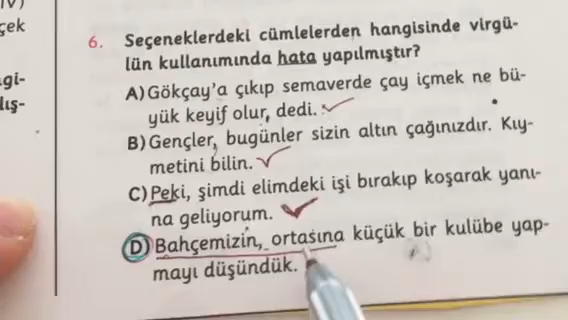 IV)
çek
gi-
lış-
6. Seçeneklerdeki cümlelerden hangisinde virgü-
lün kullanımında hata yapılmıştır?
A) Gökçay'a çıkıp semaverde çay içmek ne bü-
yük keyif olur, dedi.
B) Gençler, bugünler sizin altın çağınızdır. Kıy-
metini bilin.
C) Peki, şimdi elimdeki işi bırakıp koşarak yanı-
na geliyorum.
D) Bahçemizin, ortasına küçük bir kulübe yap-
mayı düşündük.